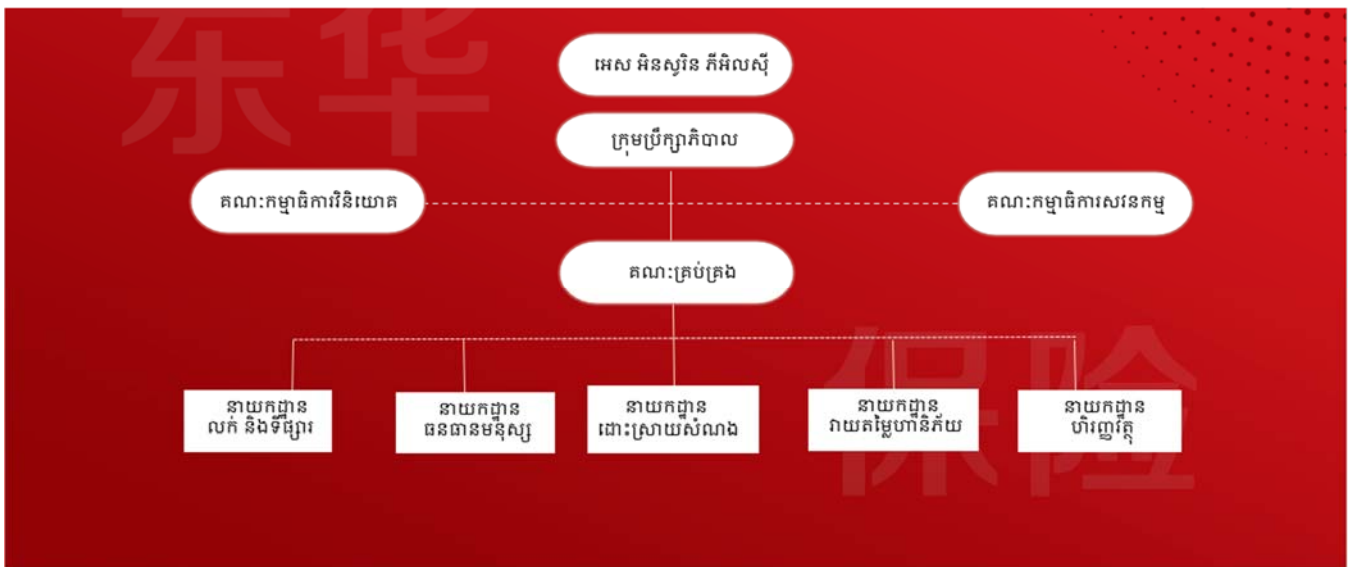 东华
អេស អិនសូរិន ភីអិលស៊ី
ក្រុមប្រឹក្សាភិបាល
គណៈកម្មាធិការវិនិយោគ
គណៈកម្មាធិការសវនកម្ម
គណៈគ្រប់គ្រង
保险
នាយកដ្ឋាន
លក់ និងទីផ្សារ
នាយកដ្ឋាន
ធនធានមនុស្ស
នាយកដ្ឋាន
ដោះស្រាយសំណង
នាយកដ្ឋាន
វាយតម្លៃហានិភ័យ
នាយកដ្ឋាន
ហិរញ្ញវត្ថុ